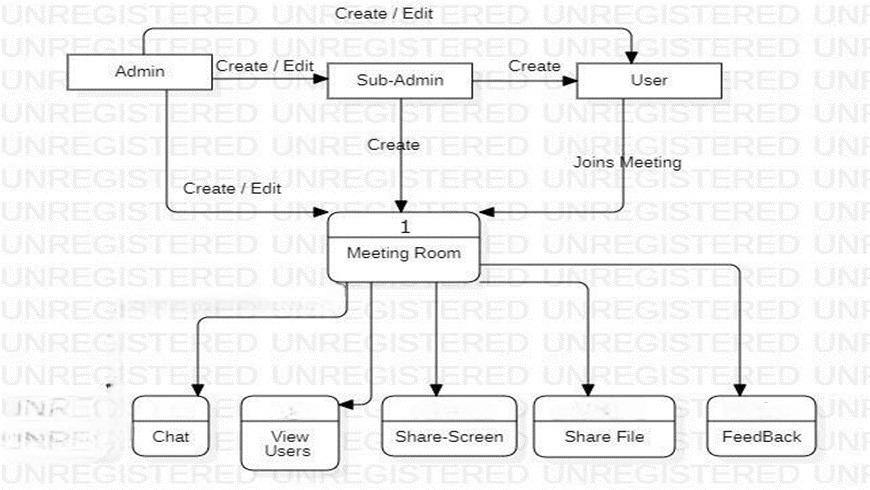 Create / Edit
Admin
Create / Edit
Sub-Admin
Create
User
Create
Joins Meeting
Create / Edit
1
Meeting Room
Chat
View
Users
Share-Screen
Share File
FeedBack
UNREGISTERED UNREGISTERED UNREGISTERED